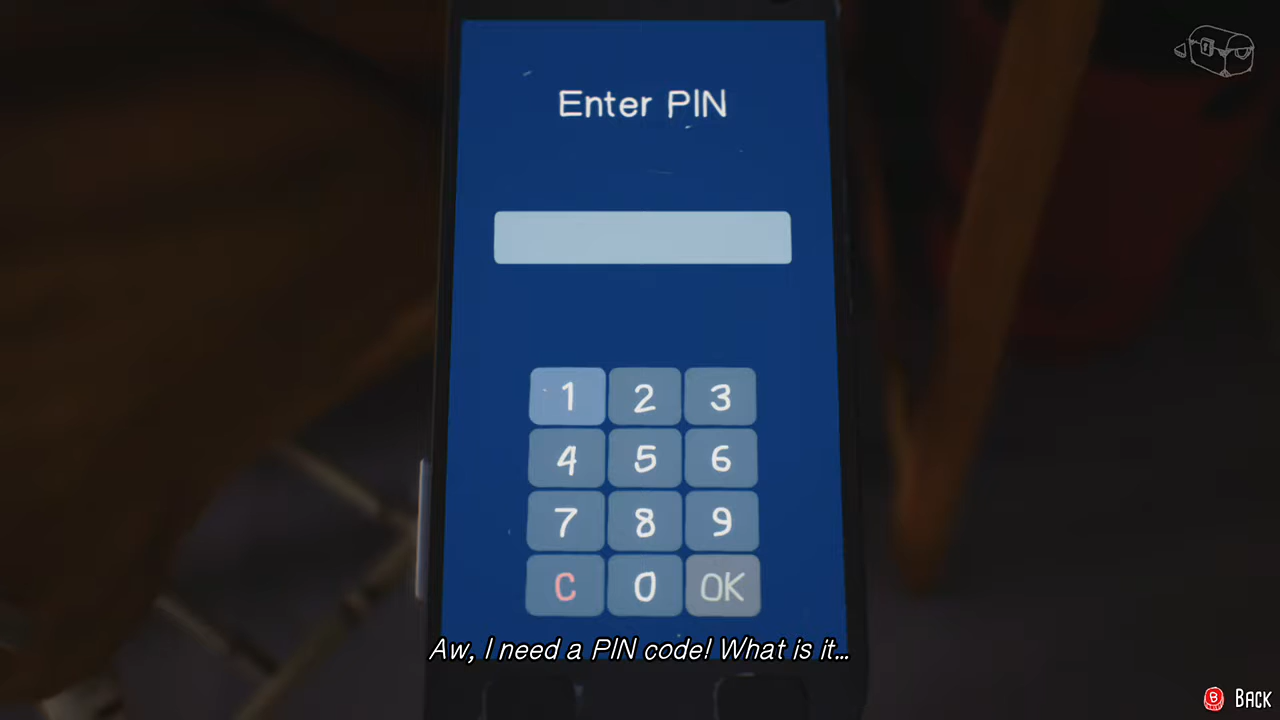 Enter PIN
1 2 3
4 5 6
7 8 9
C 0 OK
Aw, I need a PIN code! What is it...
B BACK